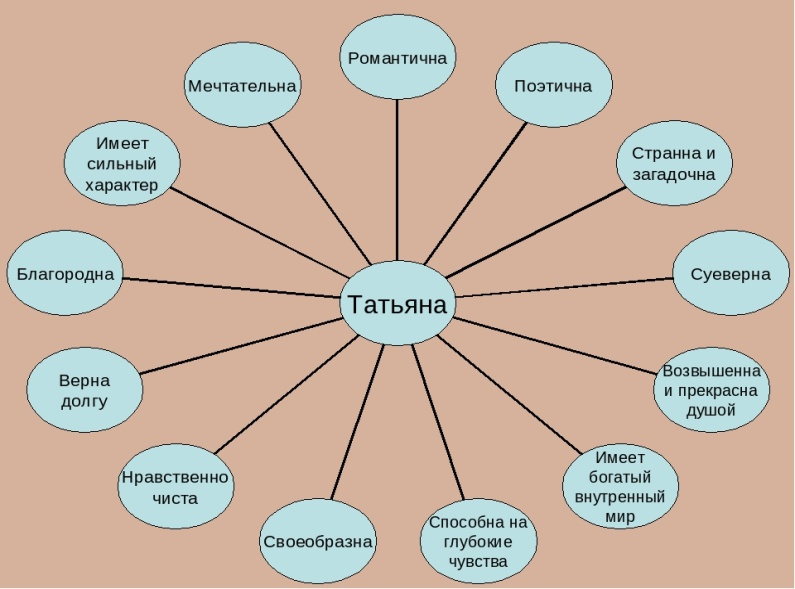 Романтична
Мечтательна
Поэтична
Имеет
сильный
характер
Странна и
загадочна
Благородна
Суеверна
Татьяна
Верна
долгу
Возвышенна
и прекрасна
душой
Нравственно
чиста
Имеет
богатый
внутренный
мир
Своеобразна
Способна на
глубокие
чувства